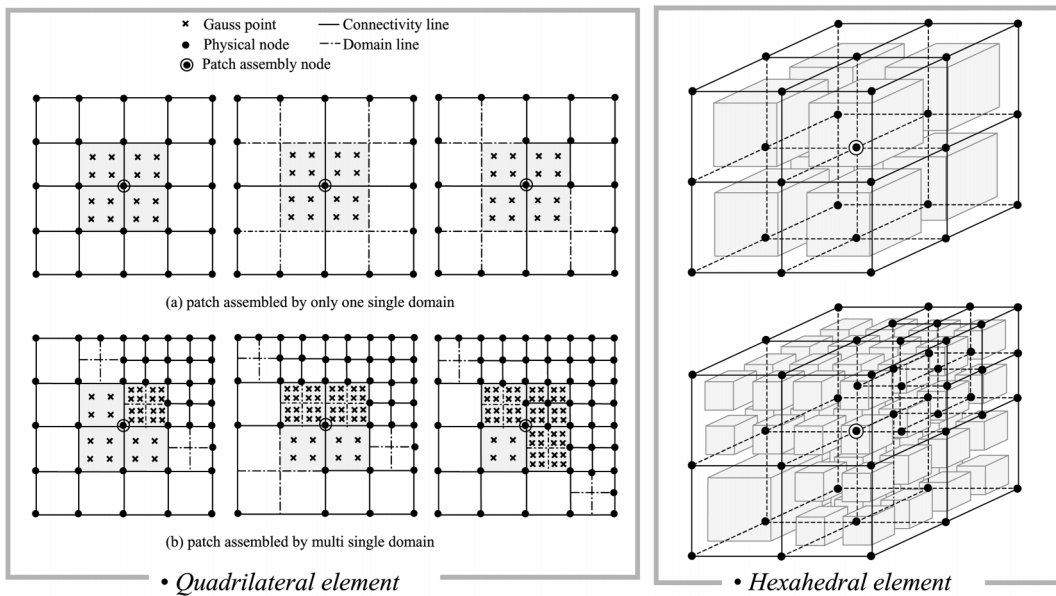 Gauss point
Connectivity line
Physical node
Domain line
Patch assembly node
(a) patch assembled by only one single domain
(b) patch assembled by multi single domain
• Quadrilateral element
• Hexahedral element